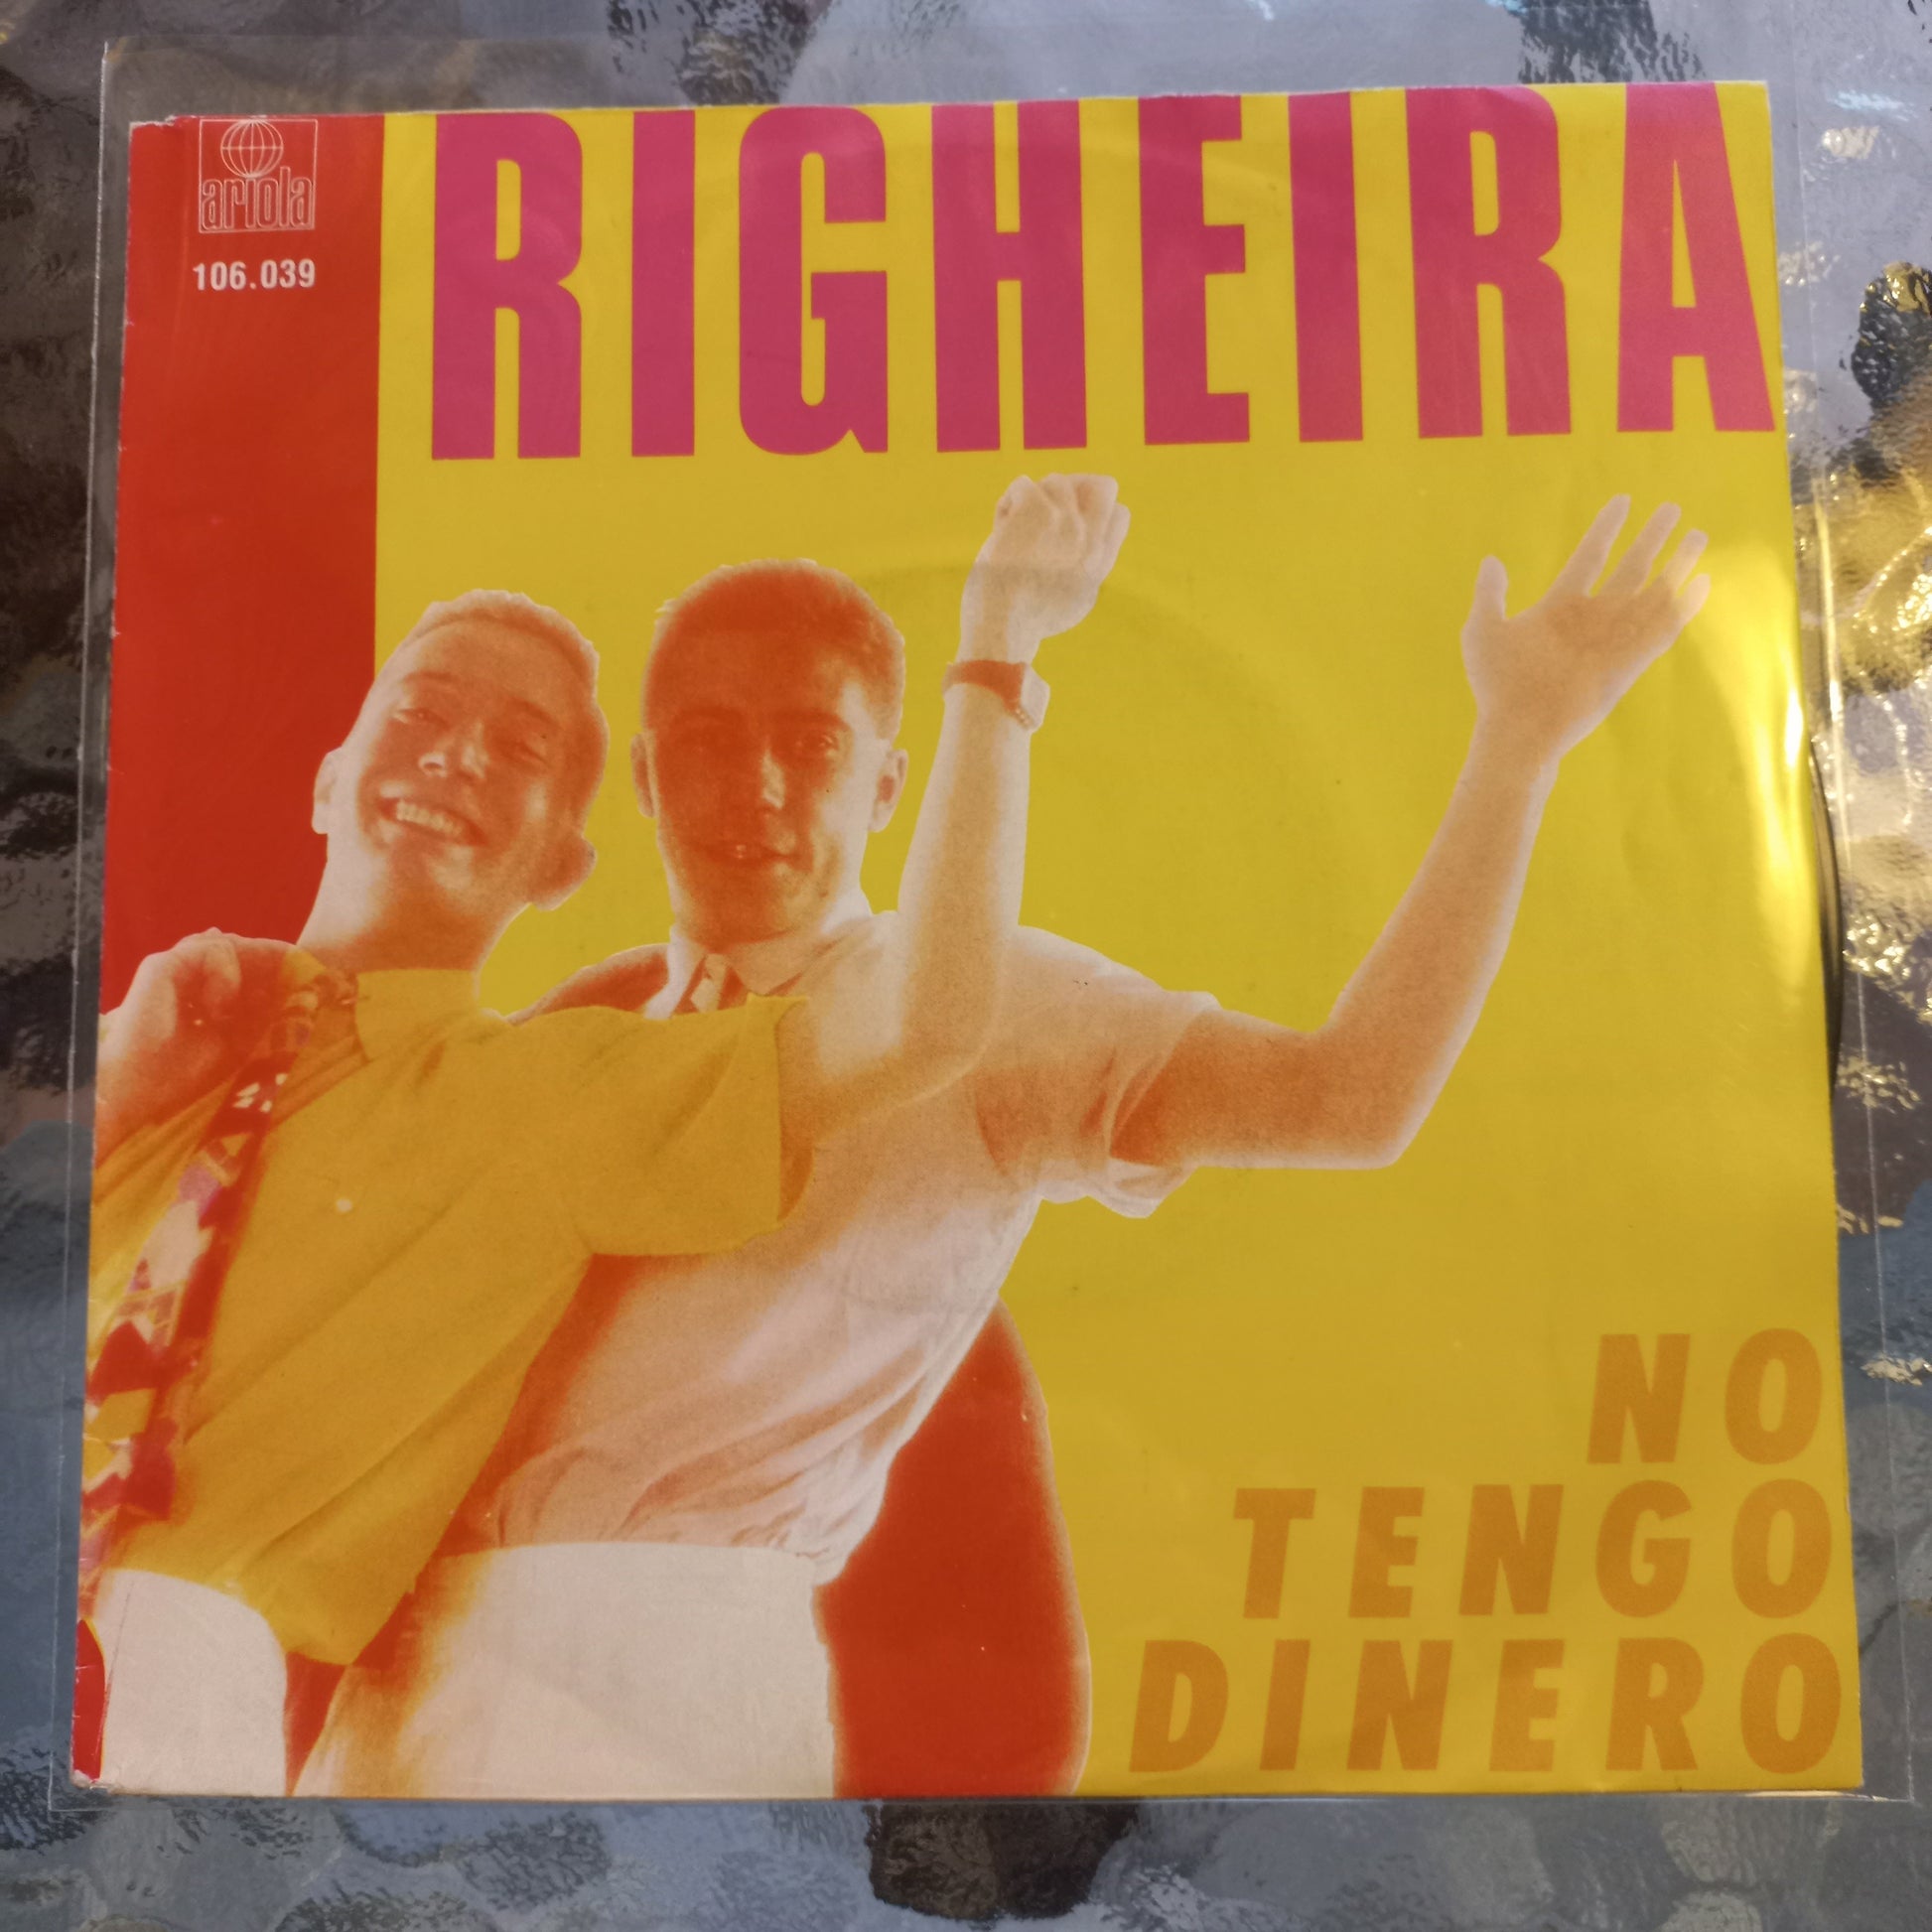 ariola
106.039
RIGHEIRA
NO
TENGO
DINERO